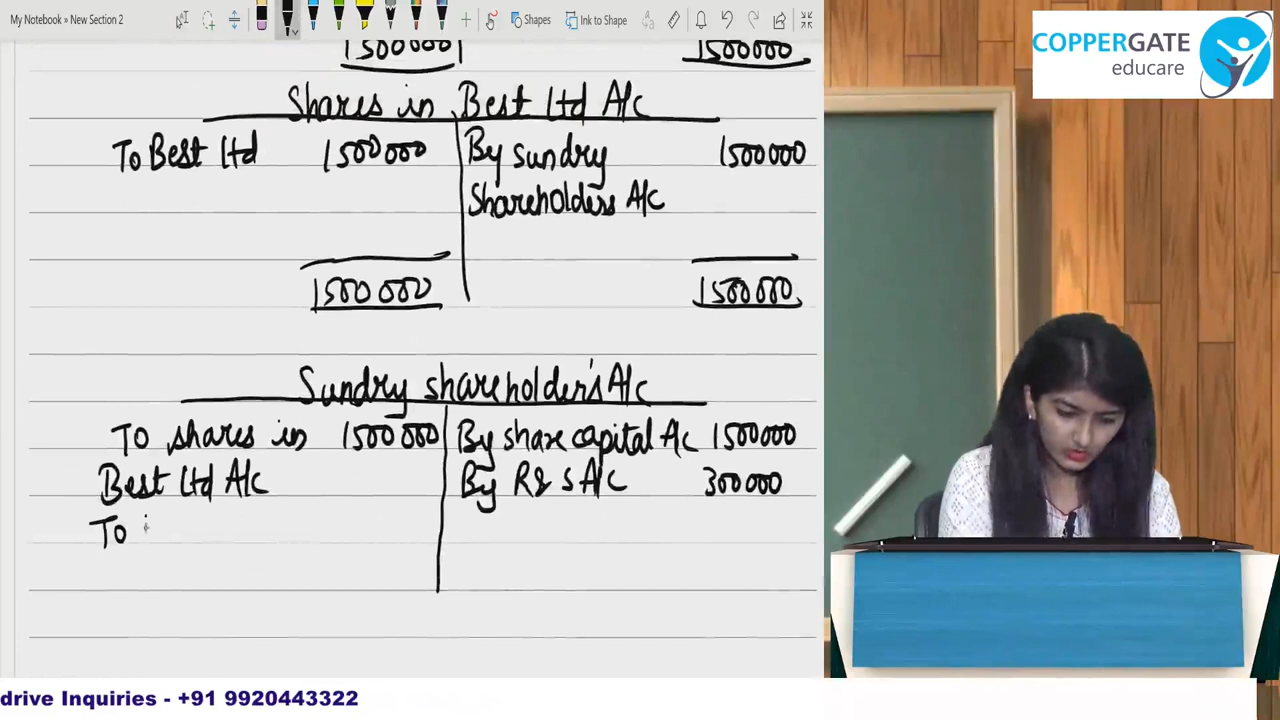 My Notebook » New Section 2
Shapes
Ink to Shape
COPPERGATE
educare
1500000 1500000
Shares in Best Ltd A/c
To Best Ltd 1500000 By Sundry 1500000
Shareholders A/c
1500000 1500000
Sundry shareholder's A/c
To shares in 1500000 By share capital A/c 1500000
Best Ltd A/c By R& S A/c 300000
To
drive Inquiries - +91 9920443322